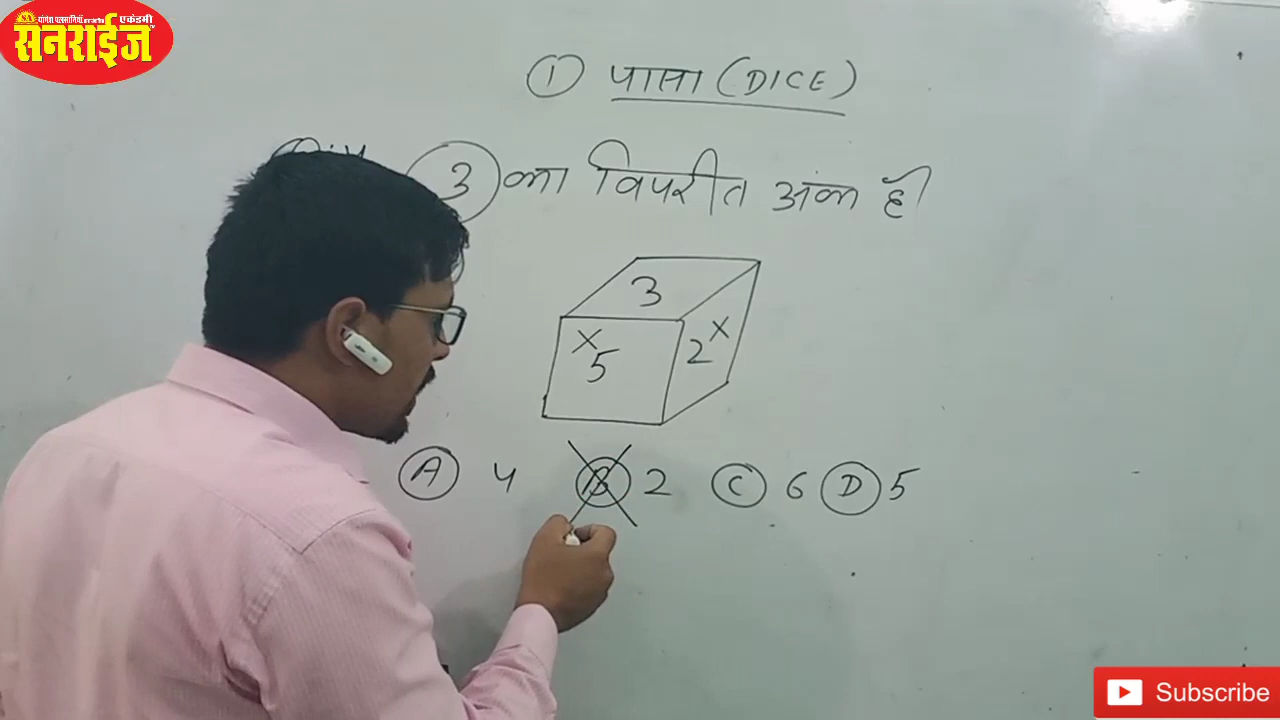 योगेश एकेडमी
सनराईज
① पासा (DICE)
3 का विपरीत अंक है
3
5 2
Ⓐ 4 Ⓑ 2 Ⓒ 6 Ⓓ 5
Subscribe